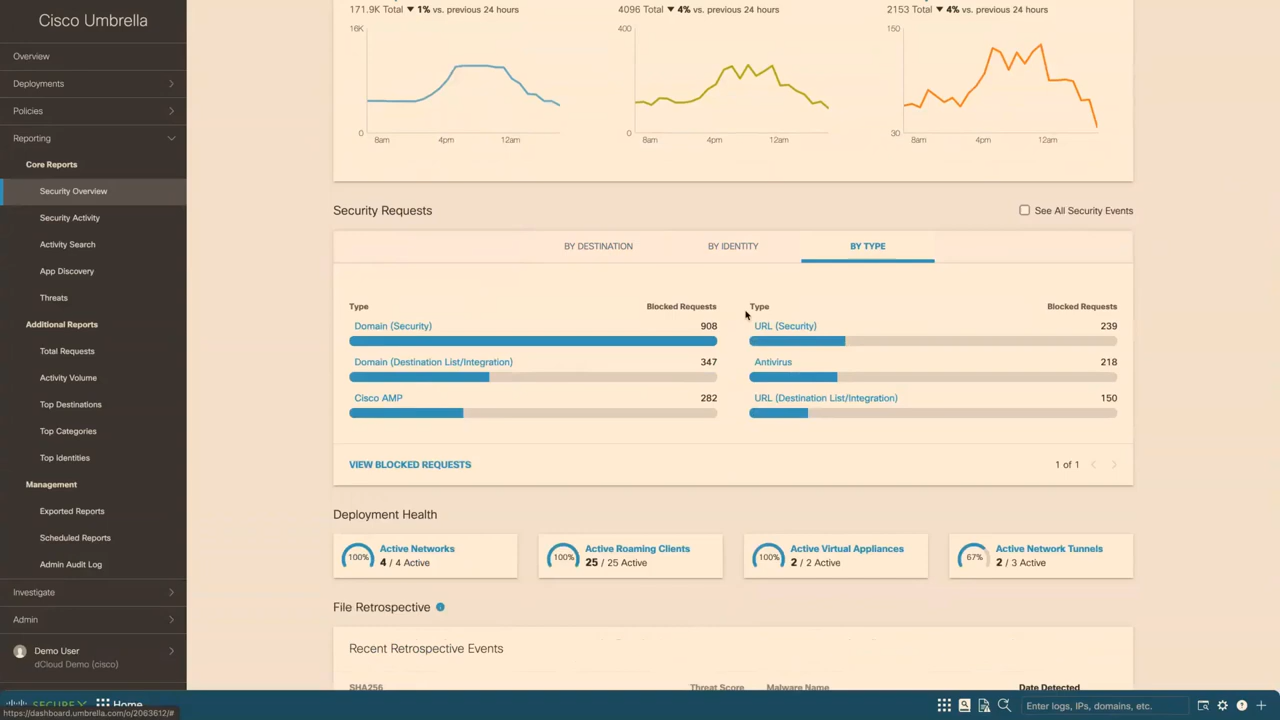 Cisco Umbrella
Overview
Deployments
Policies
Reporting
Core Reports
Security Overview
Security Activity
Activity Search
App Discovery
Threats
Additional Reports
Total Requests
Activity Volume
Top Destinations
Top Categories
Top Identities
Management
Exported Reports
Scheduled Reports
Admin Audit Log
Investigate
Admin
Demo User
dCloud Demo (cisco)
171.9K Total ▼ 1% vs. previous 24 hours
16K
0
8am 4pm 12am
4096 Total ▼ 4% vs. previous 24 hours
400
0
8am 4pm 12am
2153 Total ▼ 4% vs. previous 24 hours
150
30
8am 4pm 12am
Security Requests
See All Security Events
BY DESTINATION BY IDENTITY BY TYPE
Type Blocked Requests
Domain (Security) 908
Domain (Destination List/Integration) 347
Cisco AMP 282
Type Blocked Requests
URL (Security) 239
Antivirus 218
URL (Destination List/Integration) 150
VIEW BLOCKED REQUESTS
1 of 1
Deployment Health
100% Active Networks
4 / 4 Active
100% Active Roaming Clients
25 / 25 Active
100% Active Virtual Appliances
2 / 2 Active
67% Active Network Tunnels
2 / 3 Active
File Retrospective
Recent Retrospective Events
SHA256 Threat Score Malware Name Date Detected
SECURE X Home
Enter logs, IPs, domains, etc.
https://dashboard.umbrella.com/o/2063612/#